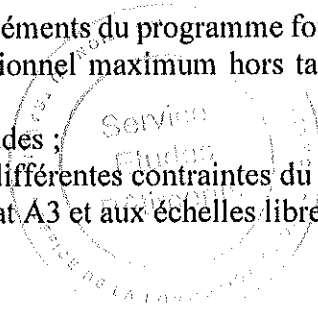 éments du programme fo
ionnel maximum hors ta
Service
des ;
Etudes
ifférentes contraintes du
at A3 et aux échelles libre